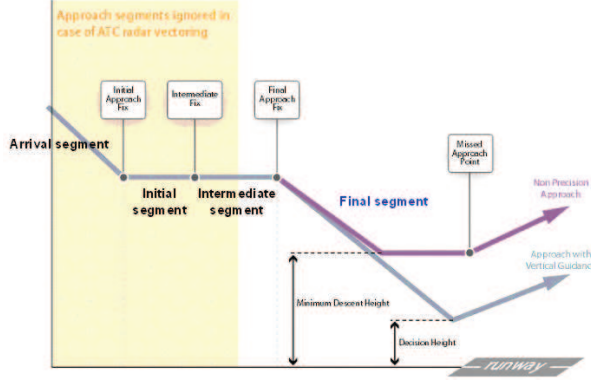 Approach segments ignored in
case of ATC radar vectoring
Initial
Approach
Fix
Intermediate
Fix
Final
Approach
Fix
Missed
Approach
Point
Arrival segment
Initial
segment
Intermediate
segment
Final segment
Non Precision
Approach
Approach with
Vertical Guidance
Minimum Descent Height
Decision Height
runway